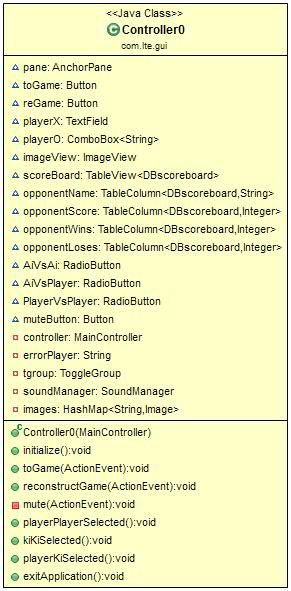 <<Java Class>>
C Controller0
com.lte.gui
pane: AnchorPane
toGame: Button
reGame: Button
playerX: TextField
playerO: ComboBox<String>
imageView: ImageView
scoreBoard: TableView<DBscoreboard>
opponentName: TableColumn<DBscoreboard,String>
opponentScore: TableColumn<DBscoreboard,Integer>
opponentWins: TableColumn<DBscoreboard,Integer>
opponentLoses: TableColumn<DBscoreboard,Integer>
AiVsAi: RadioButton
AiVsPlayer: RadioButton
PlayerVsPlayer: RadioButton
muteButton: Button
controller: MainController
errorPlayer: String
tgroup: ToggleGroup
soundManager: SoundManager
images: HashMap<String,Image>
c Controller0(MainController)
initialize():void
toGame(ActionEvent):void
reconstructGame(ActionEvent):void
mute(ActionEvent):void
playerPlayerSelected():void
kiKiSelected():void
playerKiSelected():void
exitApplication():void